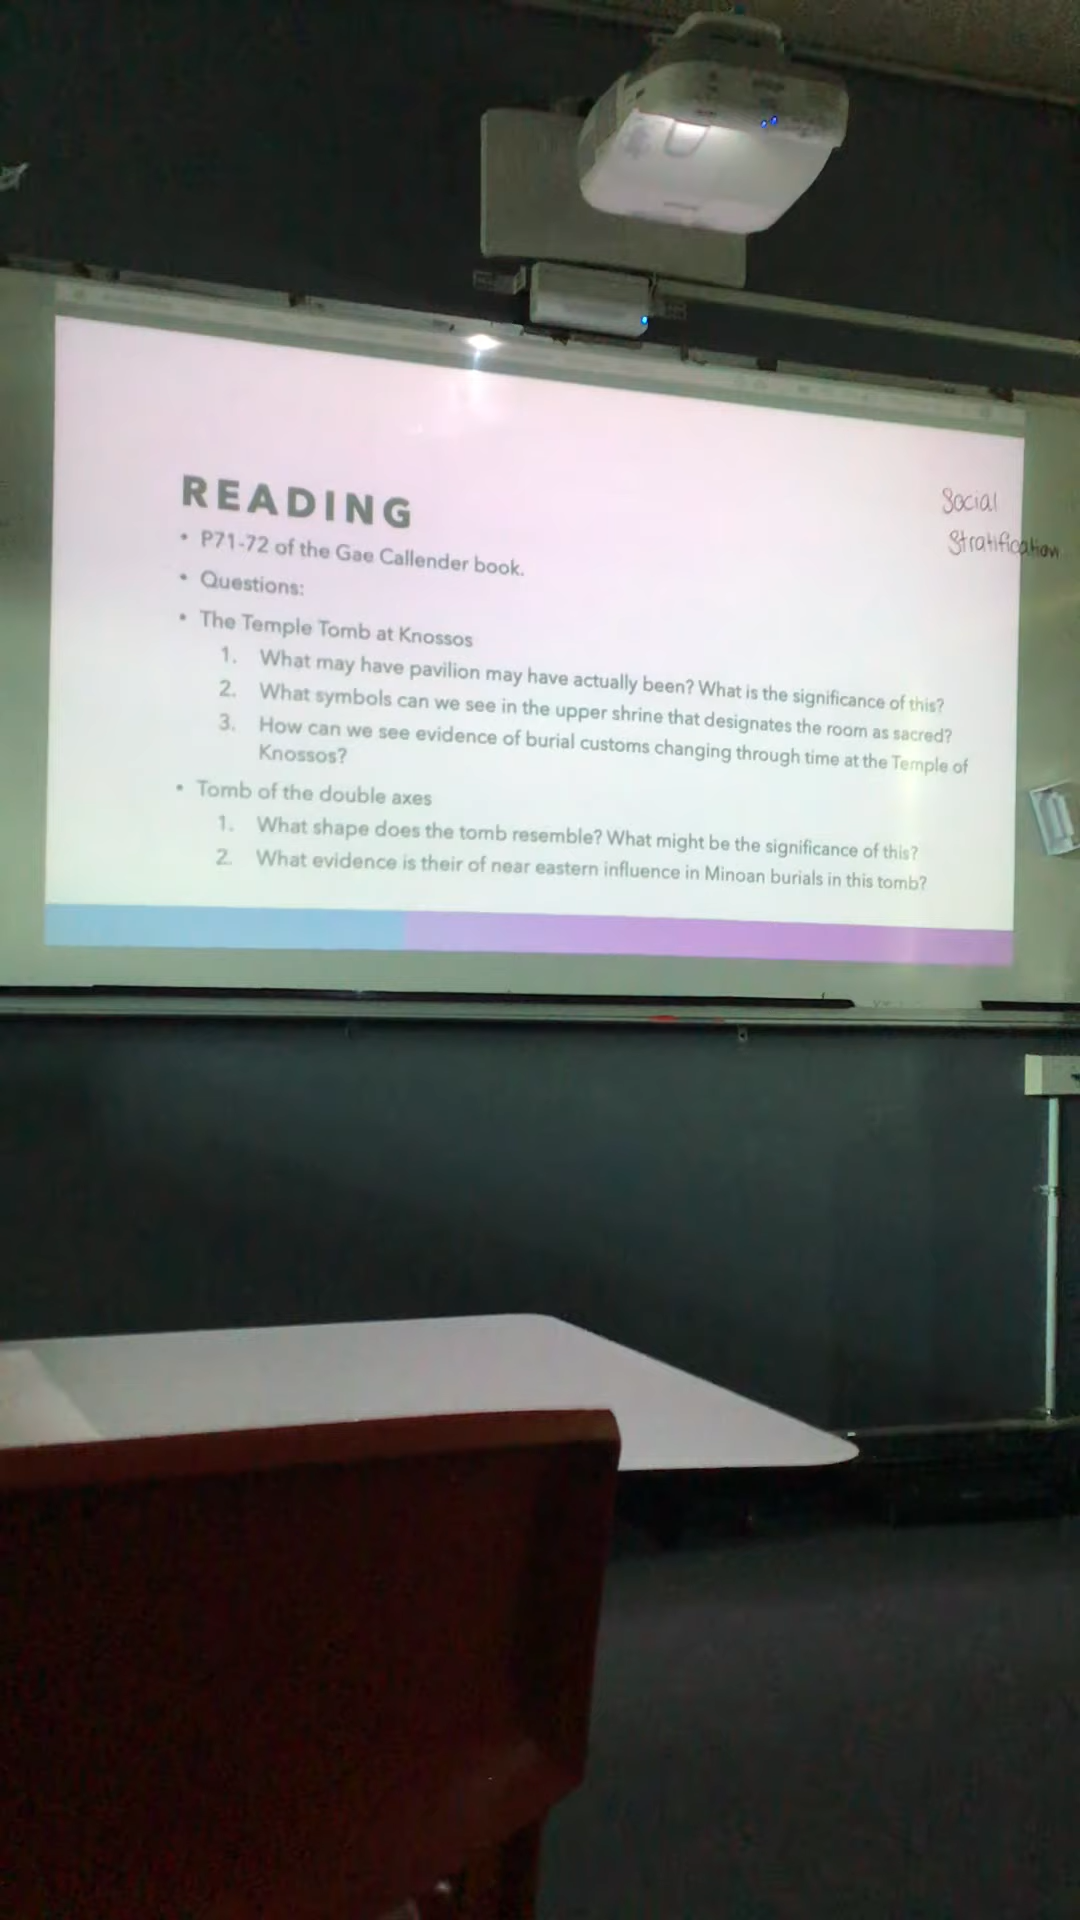 READING
• P71-72 of the Gae Callender book.
• Questions:
• The Temple Tomb at Knossos
1. What may have pavilion may have actually been? What is the significance of this?
2. What symbols can we see in the upper shrine that designates the room as sacred?
3. How can we see evidence of burial customs changing through time at the Temple of
Knossos?
• Tomb of the double axes
1. What shape does the tomb resemble? What might be the significance of this?
2. What evidence is their of near eastern influence in Minoan burials in this tomb?
Social
Stratification